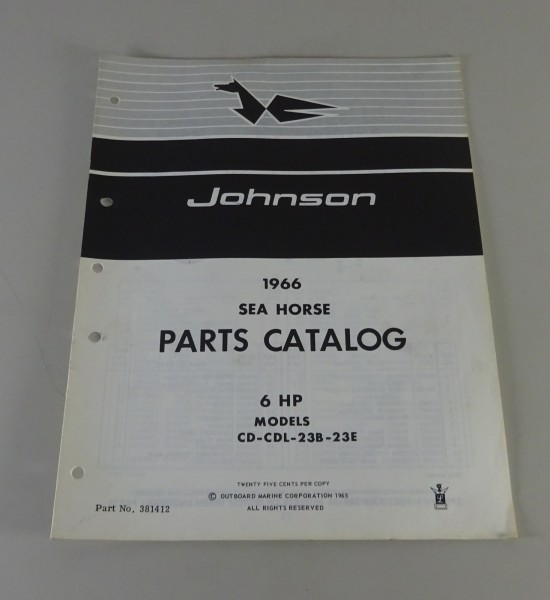 Johnson
1966
SEA HORSE
PARTS CATALOG
6 HP
MODELS
CD-CDL-23B-23E
TWENTY FIVE CENTS PER COPY
© OUTBOARD MARINE CORPORATION 1965
Part No. 381412
ALL RIGHTS RESERVED